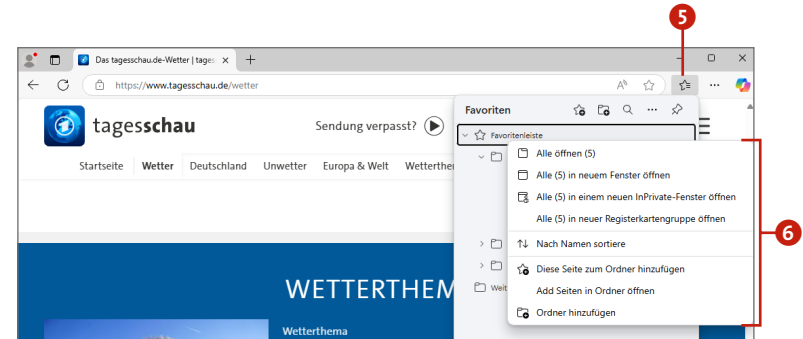 5
Das tagesschau.de-Wetter | tages
https://www.tagesschau.de/wetter
tagesschau
Sendung verpasst?
Startseite Wetter Deutschland Unwetter Europa & Welt
WETTERTHEM
Wetterthema
Favoriten
Favoritenleiste
Weit
Alle öffnen (5)
Alle (5) in neuem Fenster öffnen
Alle (5) in einem neuen InPrivate-Fenster öffnen
Alle (5) in neuer Registerkartengruppe öffnen
Nach Namen sortiere
Diese Seite zum Ordner hinzufügen
Add Seiten in Ordner öffnen
Ordner hinzufügen
6